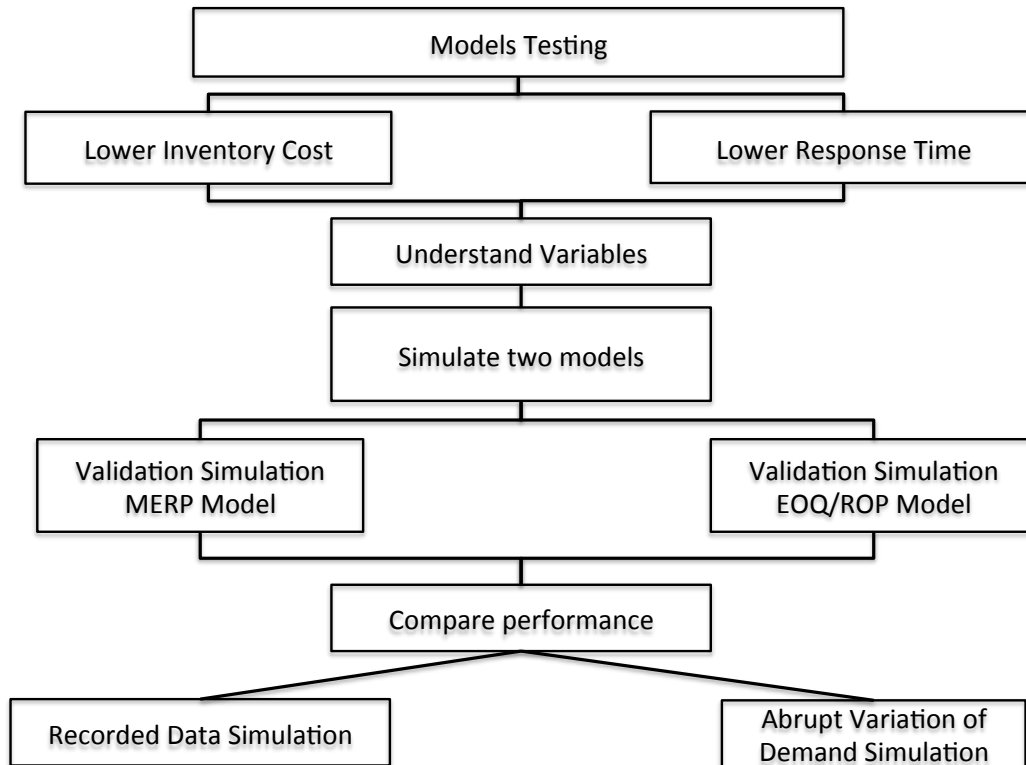 Models Testing
Lower Inventory Cost
Lower Response Time
Understand Variables
Simulate two models
Validation Simulation
MERP Model
Validation Simulation
EOQ/ROP Model
Compare performance
Recorded Data Simulation
Abrupt Variation of
Demand Simulation